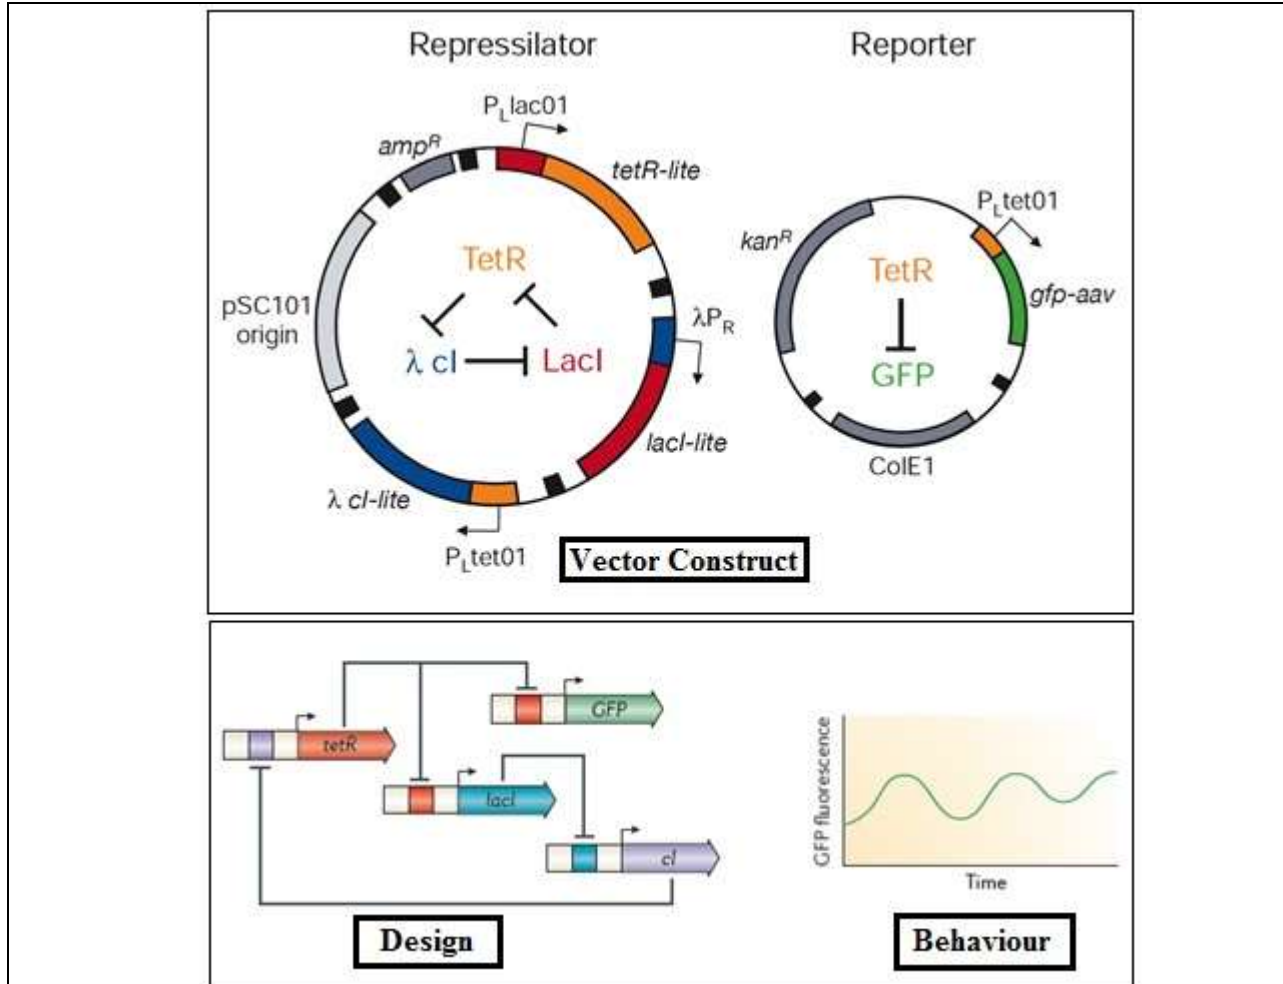 Repressilator
Reporter
PLlac01
ampR
tetR-lite
PLtet01
kanR
TetR
TetR
gfp-aav
pSC101
origin
λPR
λ cI
LacI
GFP
lacI-lite
ColE1
λ cI-lite
PLtet01
Vector Construct
GFP
tetR
lacI
cI
GFP fluorescence
Time
Design
Behaviour